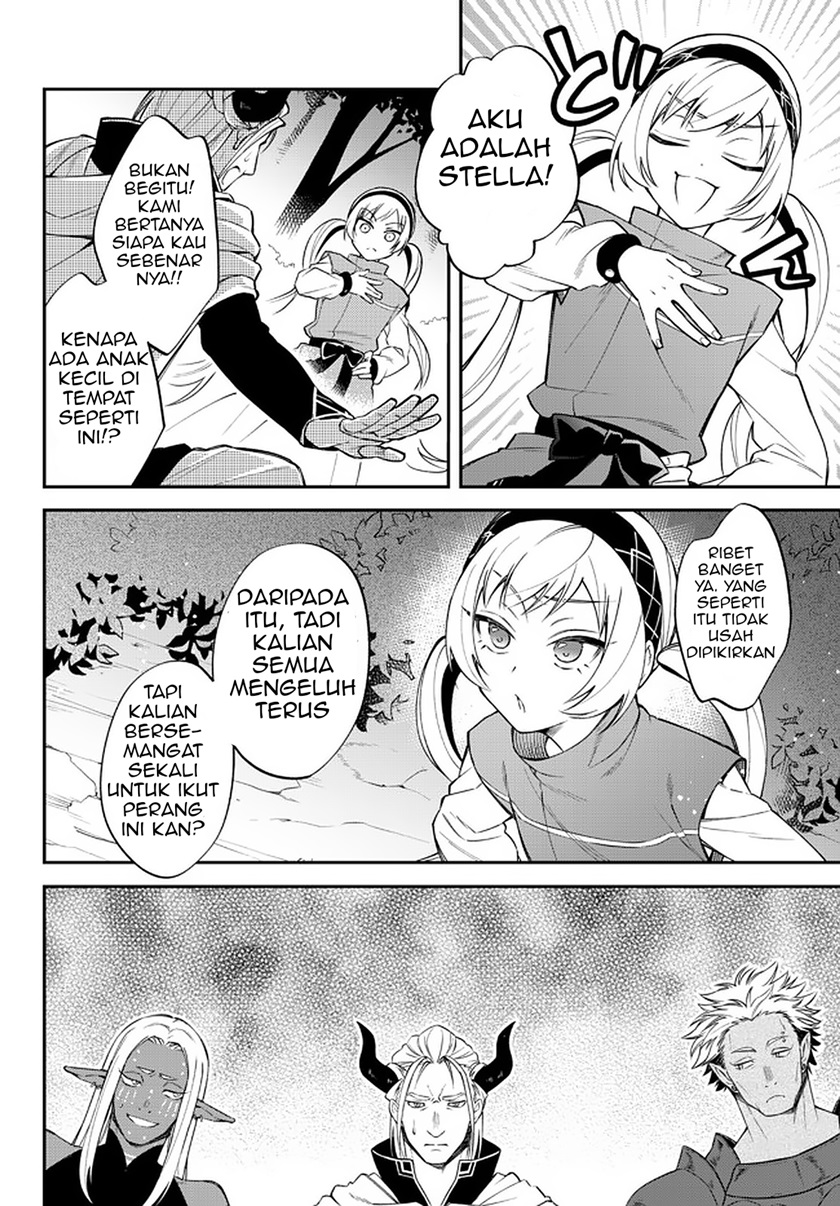 AKU
ADALAH
STELLA!
ど
ん
BUKAN
BEGITU!
KAMI
BERTANYA
SIAPA KAU
SEBENAR
NYA!!
KENAPA
ADA ANAK
KECIL DI
TEMPAT
SEPERTI
INI!?
RIBET
BANGET
YA, YANG
SEPERTI
ITU TIDAK
USAH
DIPIKIRKAN
DARIPADA
ITU, TADI
KALIAN
SEMUA
MENGELUH
TERUS
TAPI
KALIAN
BERSE-
MANGAT
SEKALI
UNTUK IKUT
PERANG
INI KAN?